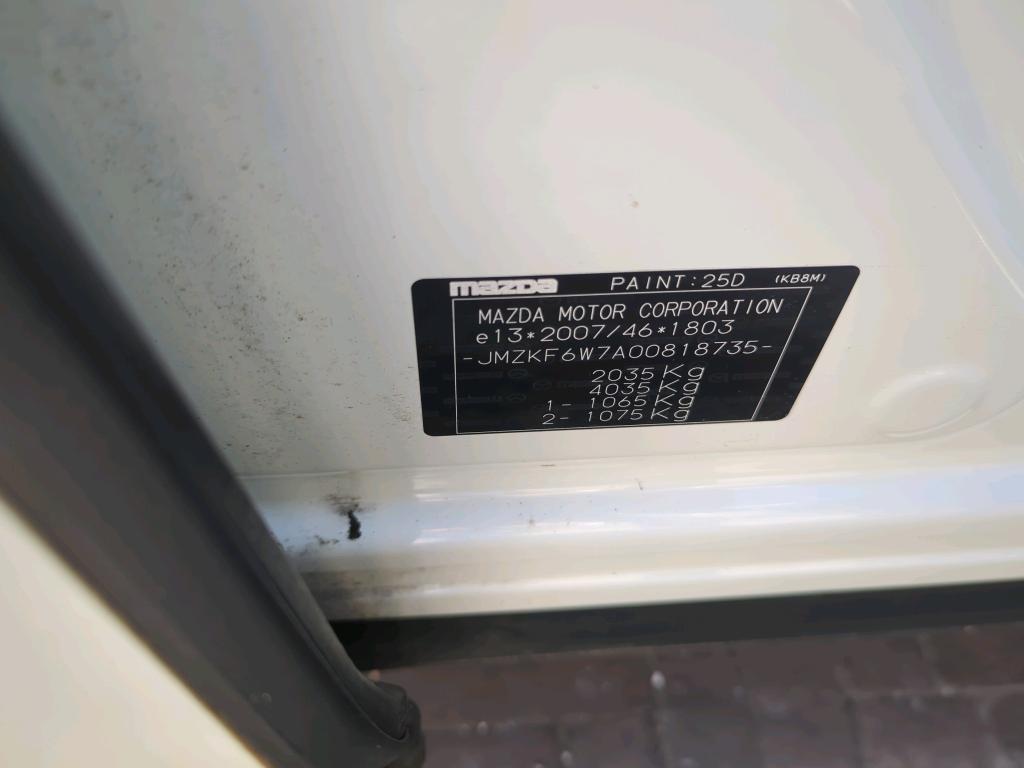 mazda PAINT:25D (KB8M)
MAZDA MOTOR CORPORATION
e13*2007/46*1803
-JMZKF6W7A00818735-
2035Kg
4035Kg
1- 1065Kg
2- 1075Kg